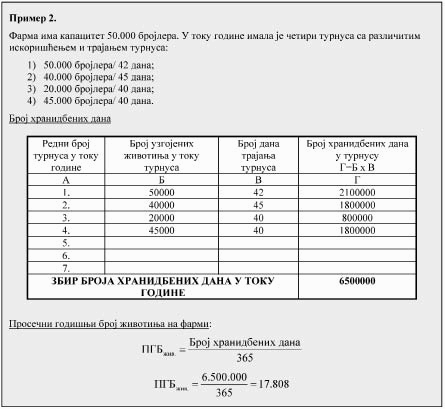 Пример 2.
Фарма има капацитет 50.000 бројлера. У току године имала је четири турнуса са различитим
искоришћењем и трајањем турнуса:
1) 50.000 бројлера/ 42 дана;
2) 40.000 бројлера/ 45 дана;
3) 20.000 бројлера/ 40 дана;
4) 45.000 бројлера/ 40 дана.
Број хранидбених дана
Редни број турнуса у току године | Број узгојених животиња у току турнуса | Број дана трајања турнуса | Број хранидбених дана у турнусу Г=Б х В
А | Б | В | Г
1. | 50000 | 42 | 2100000
2. | 40000 | 45 | 1800000
3. | 20000 | 40 | 800000
4. | 45000 | 40 | 1800000
5.
6.
7.
ЗБИР БРОЈА ХРАНИДБЕНИХ ДАНА У ТОКУ ГОДИНЕ | 6500000
Просечни годишњи број животиња на фарми:
ПГБжив. = Број хранидбених дана / 365
ПГБжив. = 6.500.000 / 365 = 17.808